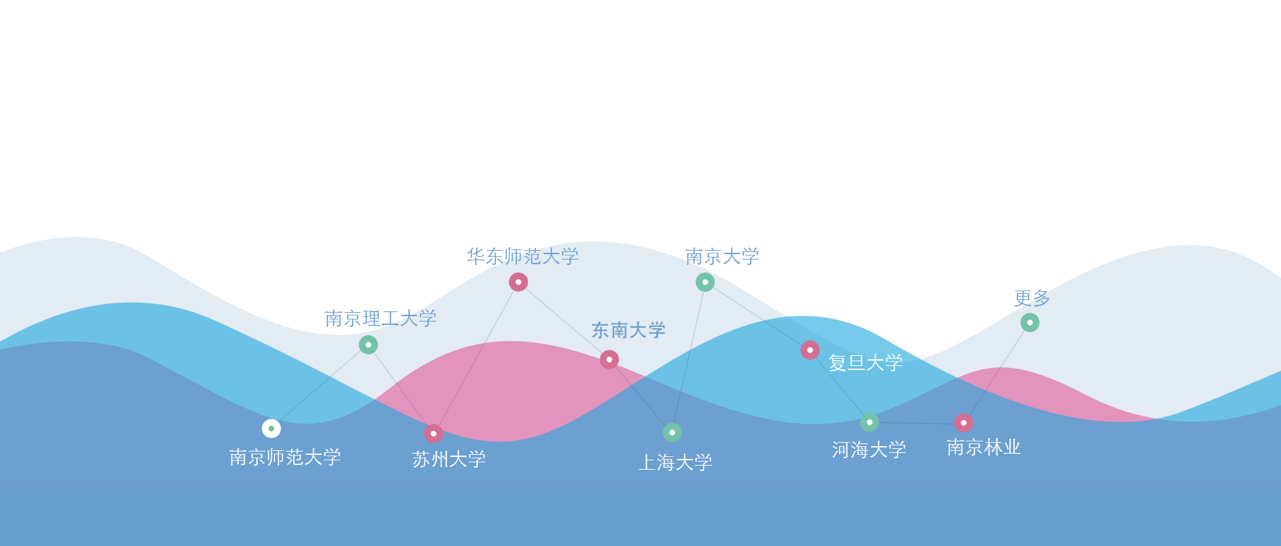 华东师范大学
南京大学
更多
南京理工大学
东南大学
复旦大学
南京林业
河海大学
南京师范大学
苏州大学
上海大学